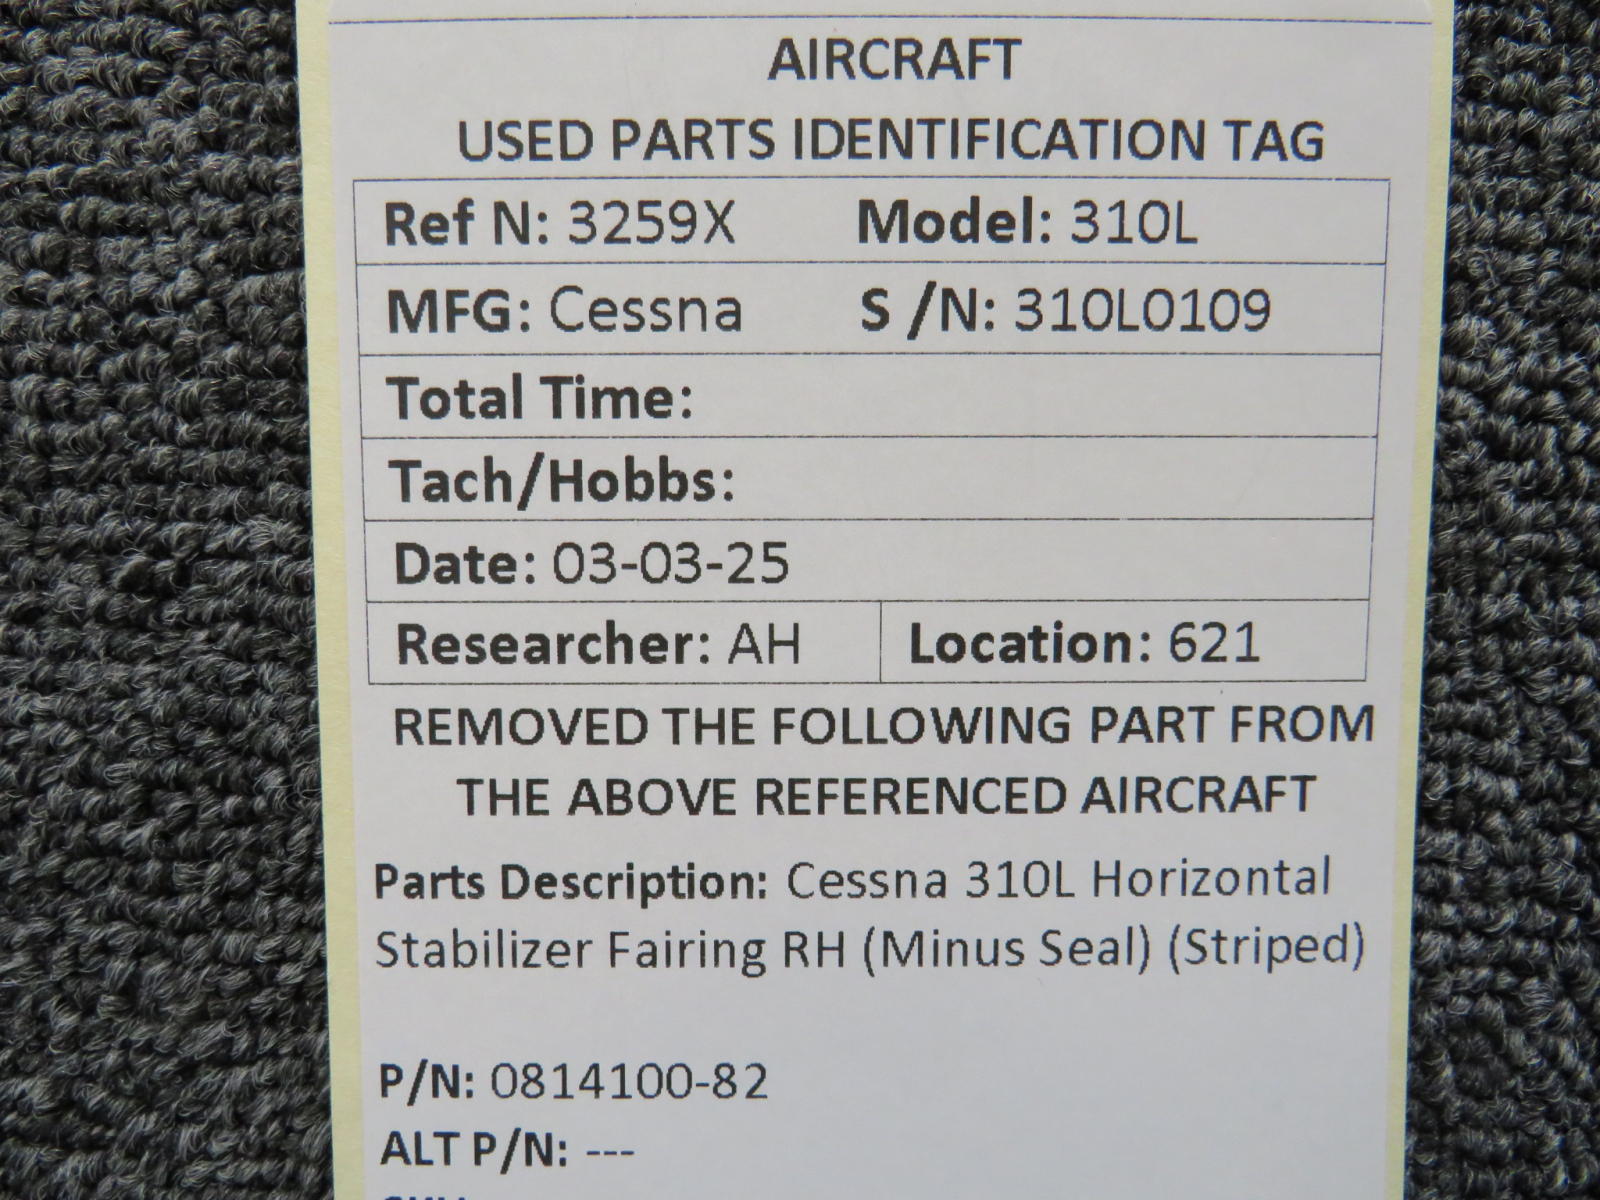 AIRCRAFT
USED PARTS IDENTIFICATION TAG
Ref N: 3259X Model: 310L
MFG: Cessna S /N: 310L0109
Total Time:
Tach/Hobbs:
Date: 03-03-25
Researcher: AH Location: 621
REMOVED THE FOLLOWING PART FROM
THE ABOVE REFERENCED AIRCRAFT
Parts Description: Cessna 310L Horizontal
Stabilizer Fairing RH (Minus Seal) (Striped)
P/N: 0814100-82
ALT P/N: ---